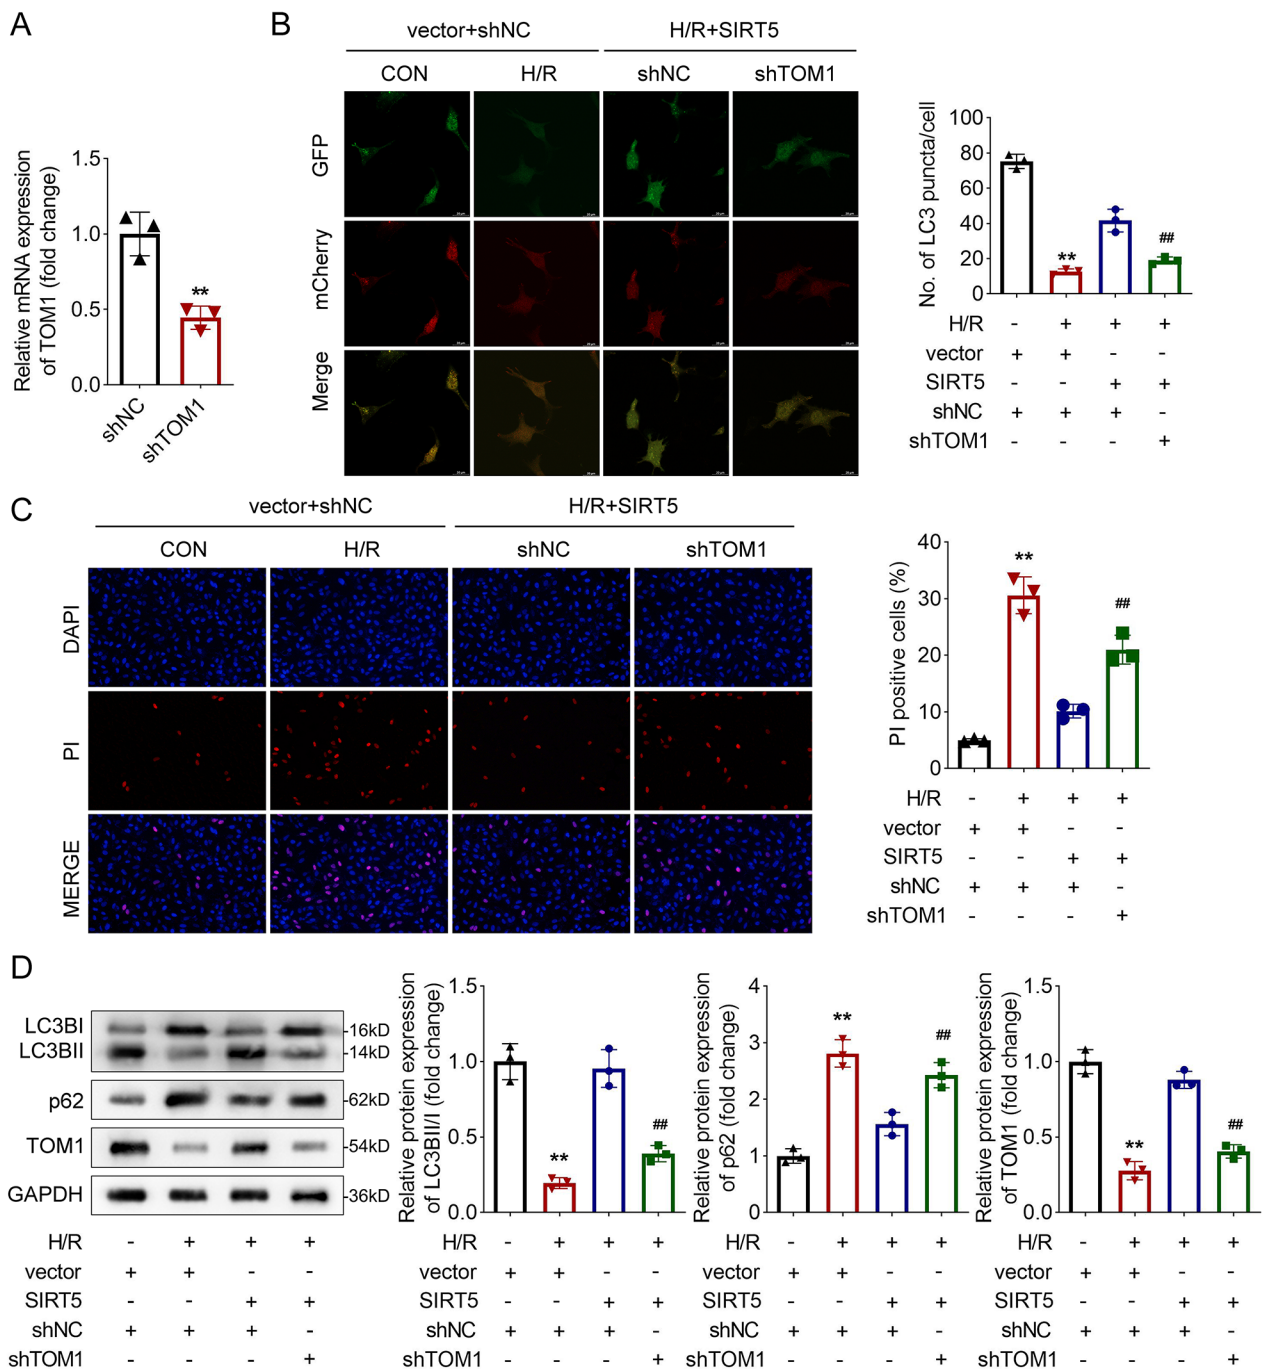 A
Relative mRNA expression
of TOM1 (fold change)
1.5
1.0
0.5
0.0
**
shNC
shTOM1
B
vector+shNC
H/R+SIRT5
CON
H/R
shNC
shTOM1
GFP
mCherry
Merge
No. of LC3 puncta/cell
100
80
60
40
20
0
**
##
H/R - + + +
vector + + - -
SIRT5 - - + +
shNC + + + -
shTOM1 - - - +
C
vector+shNC
H/R+SIRT5
CON
H/R
shNC
shTOM1
DAPI
PI
MERGE
PI positive cells (%)
40
30
20
10
0
**
##
H/R - + + +
vector + + - -
SIRT5 - - + +
shNC + + + -
shTOM1 - - - +
D
LC3BI
-16kD
LC3BII
-14kD
p62
-62kD
TOM1
-54kD
GAPDH
-36kD
H/R - + + +
vector + + - -
SIRT5 - - + +
shNC + + + -
shTOM1 - - - +
Relative protein expression
of LC3BII/I (fold change)
1.5
1.0
0.5
0.0
**
##
H/R - + + +
vector + + - -
SIRT5 - - + +
shNC + + + -
shTOM1 - - - +
Relative protein expression
of p62 (fold change)
4
3
2
1
0
**
##
H/R - + + +
vector + + - -
SIRT5 - - + +
shNC + + + -
shTOM1 - - - +
Relative protein expression
of TOM1 (fold change)
1.5
1.0
0.5
0.0
**
##
H/R - + + +
vector + + - -
SIRT5 - - + +
shNC + + + -
shTOM1 - - - +